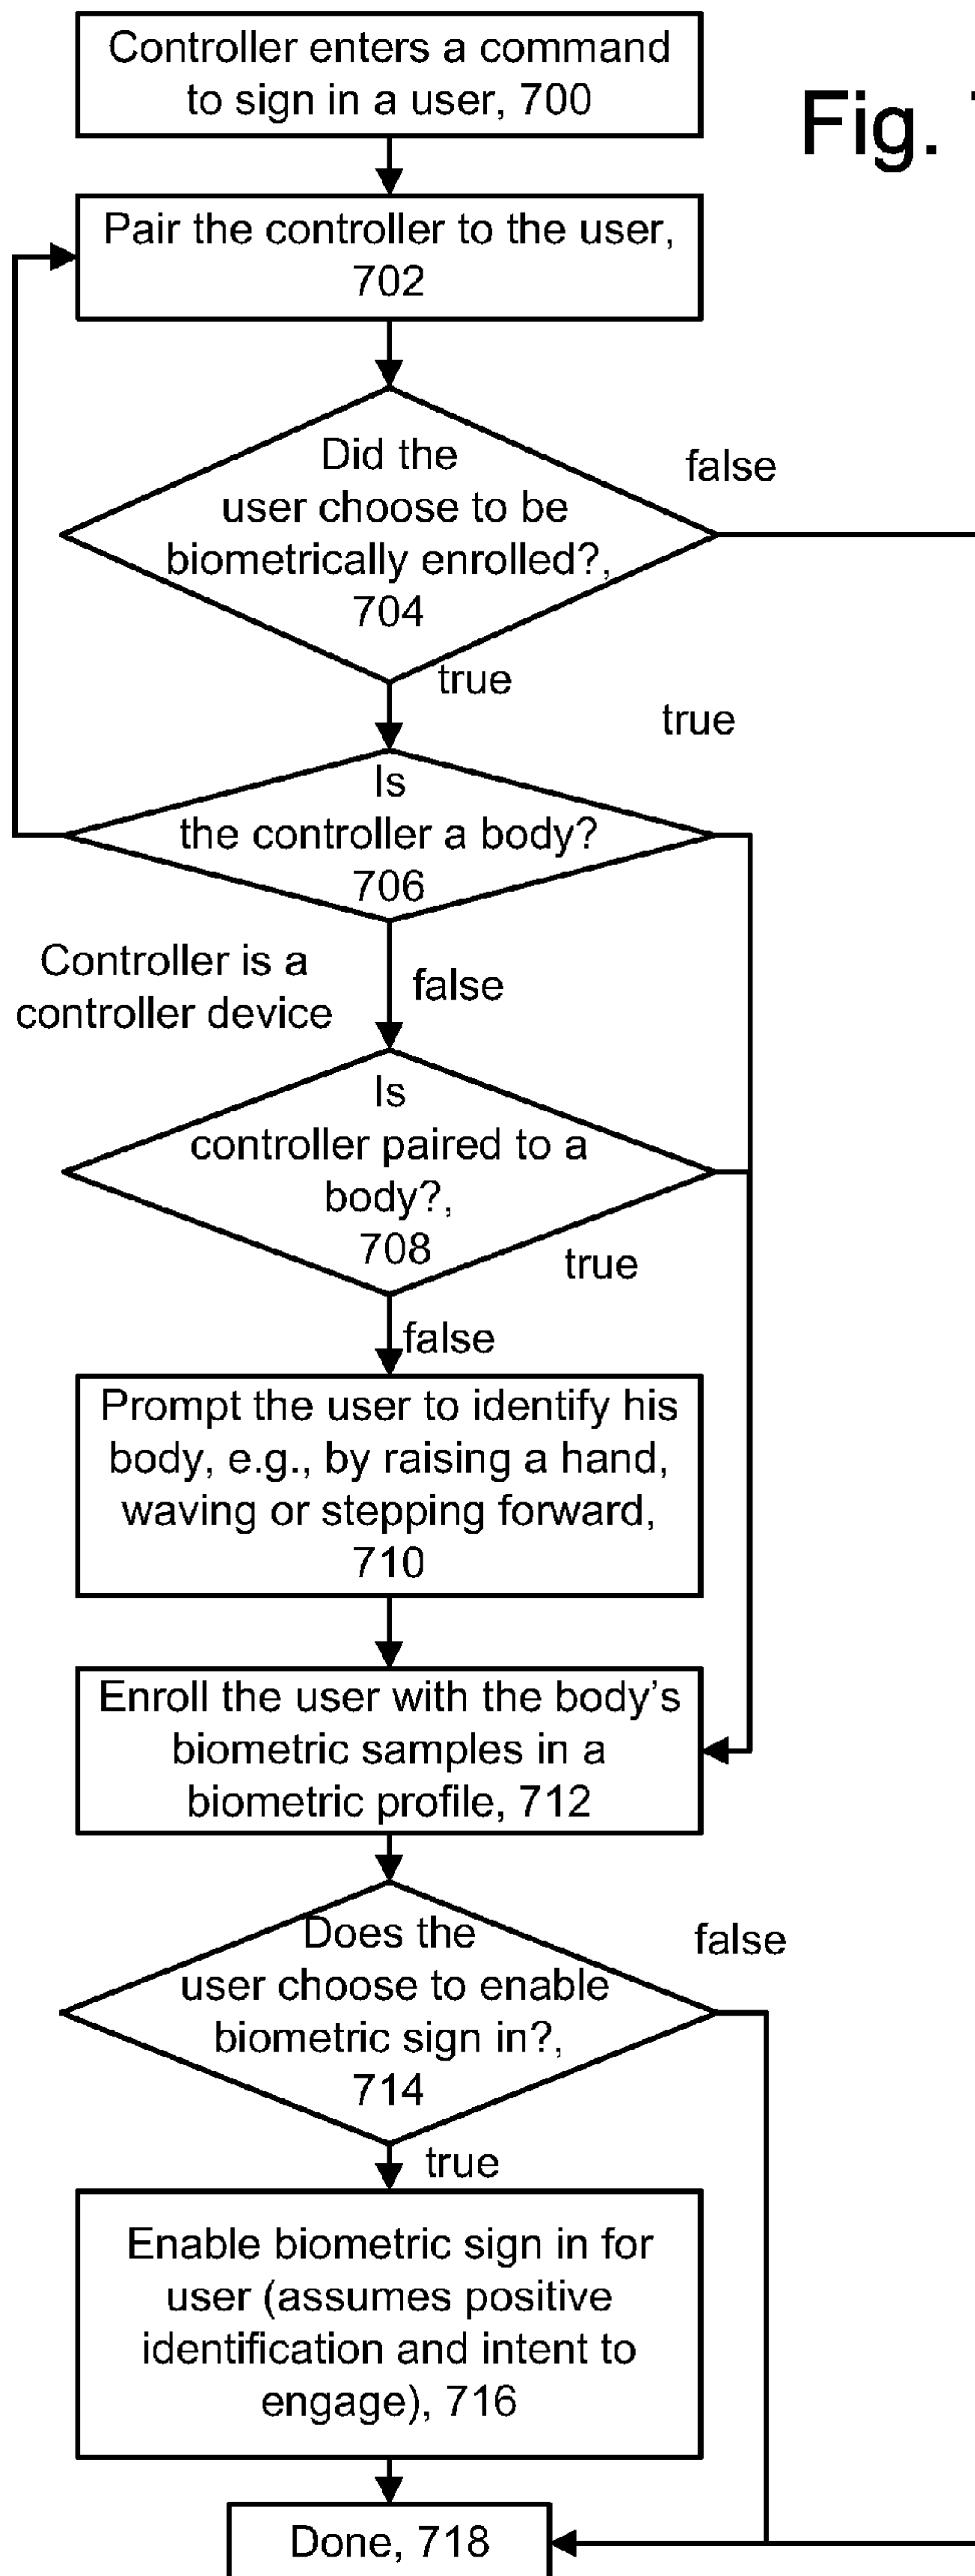 Controller enters a command
to sign in a user, 700
Fig.
Pair the controller to the user,
702
Did the
user choose to be
biometrically enrolled?,
704
false
true
true
Is
the controller a body?
706
Controller is a
controller device
false
Is
controller paired to a
body?,
708
true
false
Prompt the user to identify his
body, e.g., by raising a hand,
waving or stepping forward,
710
Enroll the user with the body's
biometric samples in a
biometric profile, 712
Does the
user choose to enable
biometric sign in?,
714
false
true
Enable biometric sign in for
user (assumes positive
identification and intent to
engage), 716
Done, 718